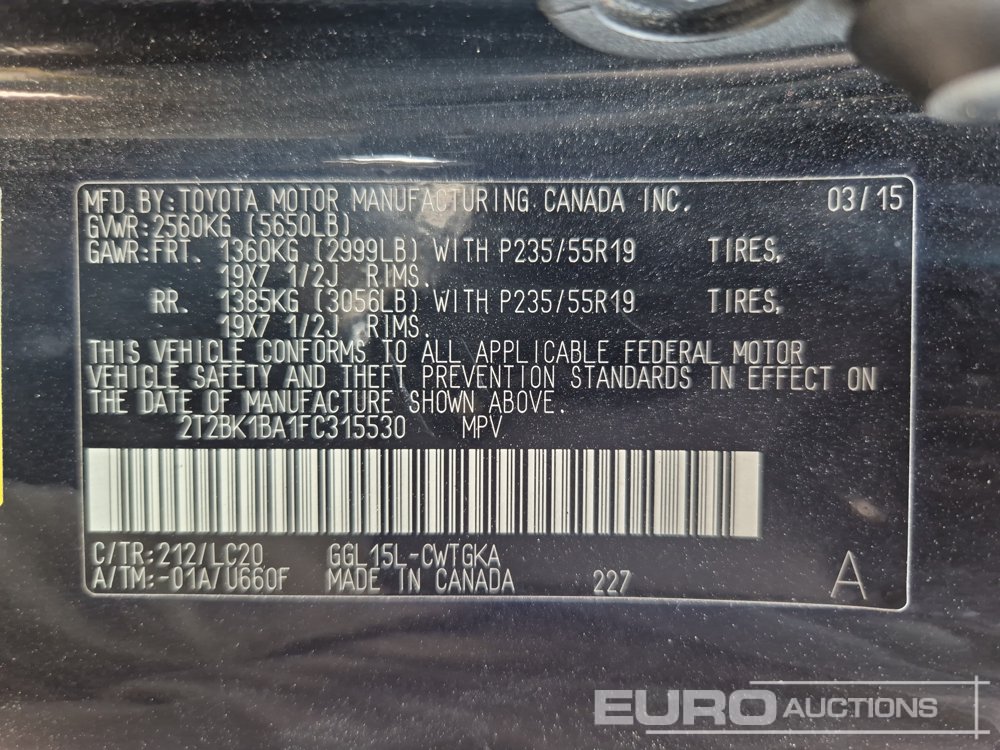 MFD.BY:TOYOTA MOTOR MANUFACTURING CANADA INC. 03/15
GVWR:2560KG (5650LB)
GAWR:FRT. 1360KG (2999LB) WITH P235/55R19 TIRES,
19X7 1/2J RIMS.
RR. 1385KG (3056LB) WITH P235/55R19 TIRES,
19X7 1/2J RIMS.
THIS VEHICLE CONFORMS TO ALL APPLICABLE FEDERAL MOTOR
VEHICLE SAFETY AND THEFT PREVENTION STANDARDS IN EFFECT ON
THE DATE OF MANUFACTURE SHOWN ABOVE.
2T2BK1BA1FC315530 MPV
C/TR:212/LC20 GGL15L-CWTGKA
A/TM:-01A/U660F MADE IN CANADA 227 A
EURO AUCTIONS